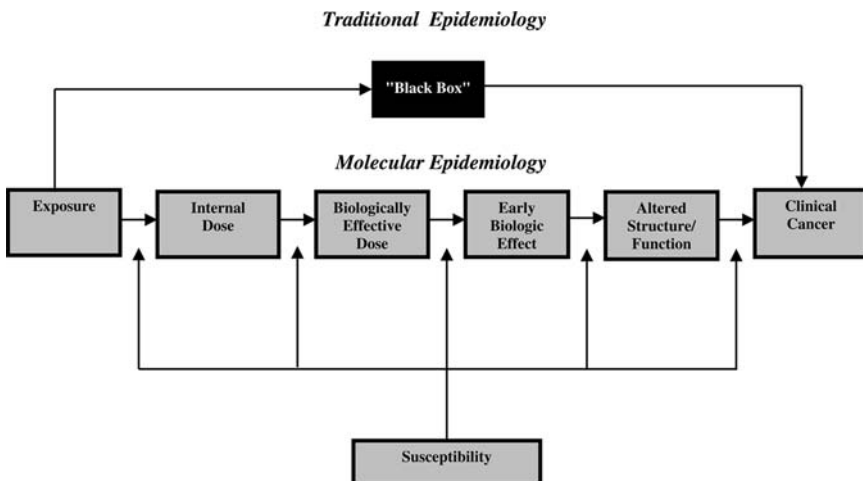 Traditional Epidemiology
"Black Box"
Molecular Epidemiology
Exposure
Internal
Dose
Biologically
Effective
Dose
Early
Biologic
Effect
Altered
Structure/
Function
Clinical
Cancer
Susceptibility